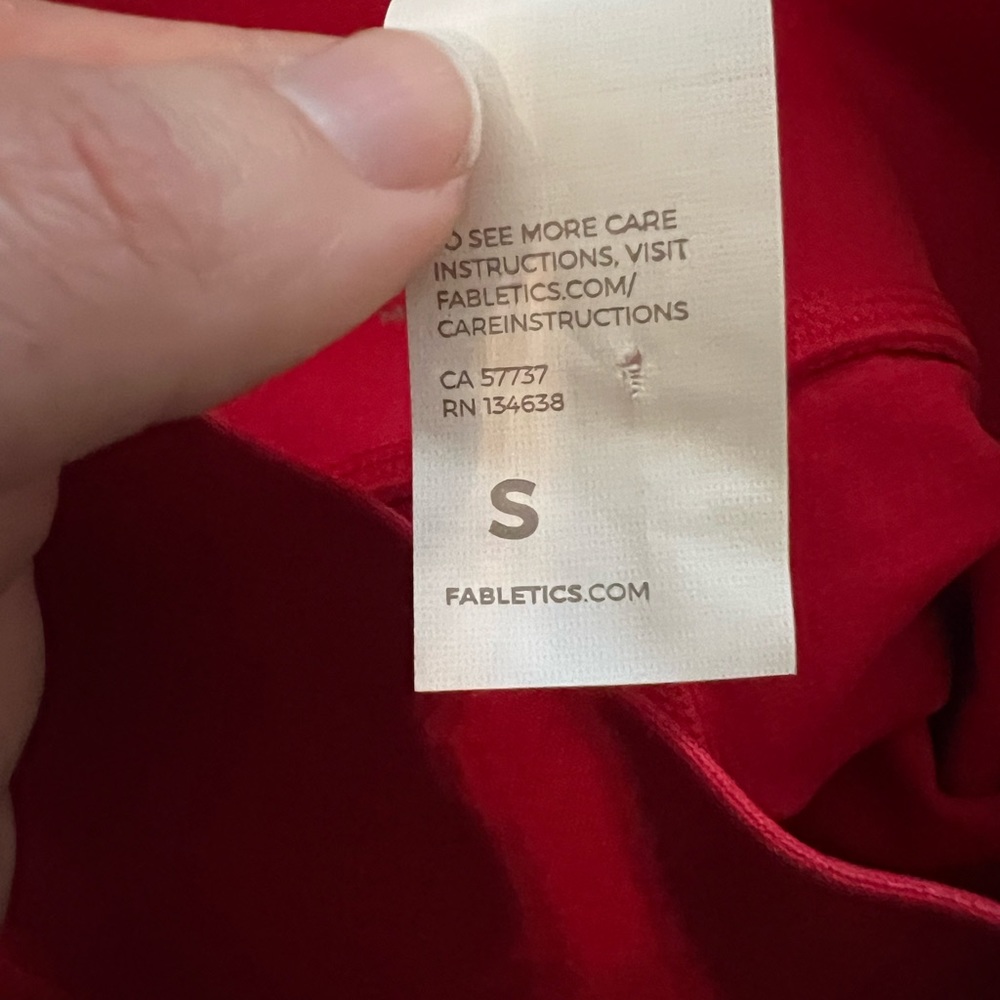 SEE MORE CARE
INSTRUCTIONS, VISIT
FABLETICS.COM/
CAREINSTRUCTIONS
CA 57737
RN 134638
S
FABLETICS.COM